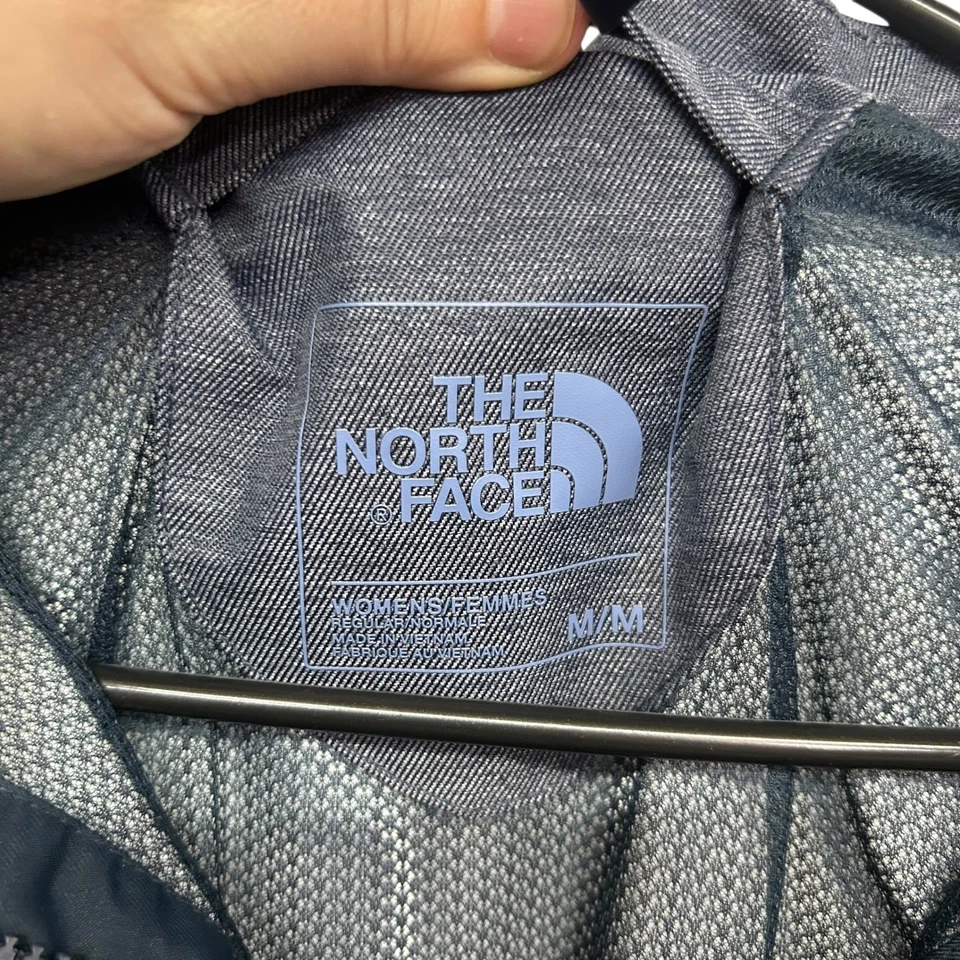 THE
NORTH
® FACE
WOMENS/FEMMES
REGULAR/NORMALE
MADE IN VIETNAM
FABRIQUE AU VIETNAM
M/M